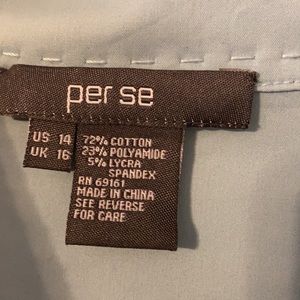 per se
US 14
UK 16
72% COTTON
23% POLYAMIDE
5% LYCRA
SPANDEX
RN 69161
MADE IN CHINA
SEE REVERSE
FOR CARE